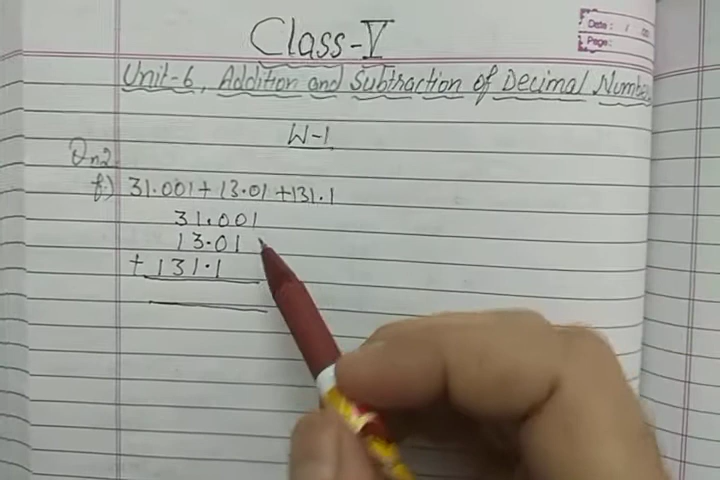 Class-V
Date: /
Page:
Unit-6, Addition and Subtraction of Decimal Numbe
W-1
Qn2.
f.) 31.001 + 13.01 + 131.1
31.001
13.01
+ 131.1